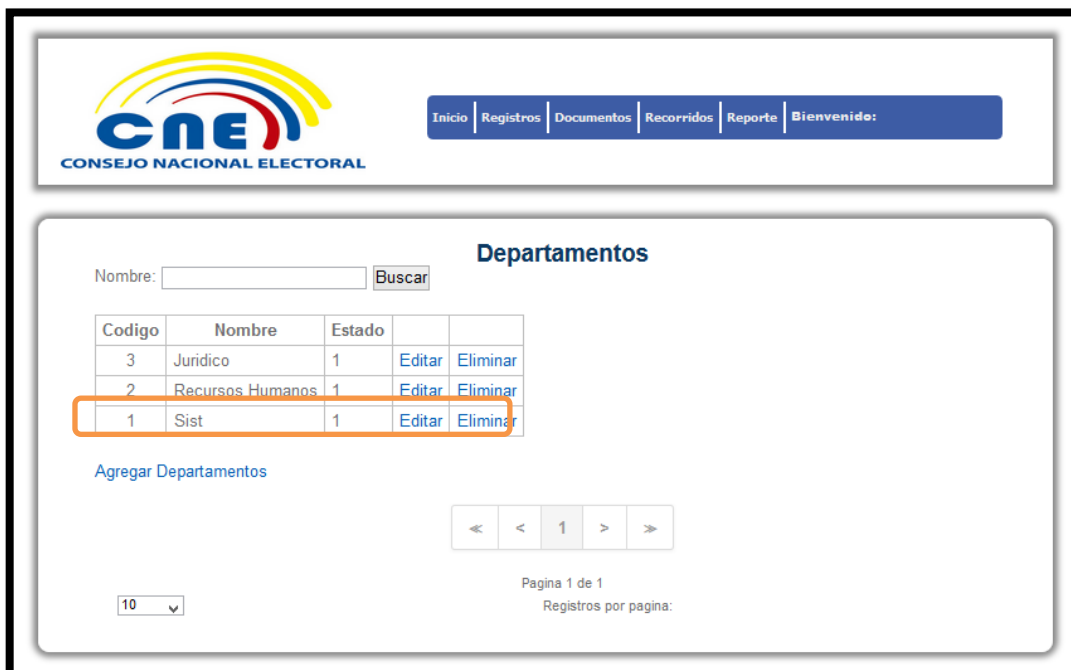 CNE
CONSEJO NACIONAL ELECTORAL
Inicio Registros Documentos Recorridos Reporte Bienvenido:
Departamentos
Nombre: Buscar
Codigo Nombre Estado
3 Juridico 1 Editar Eliminar
2 Recursos Humanos 1 Editar Eliminar
1 Sist 1 Editar Eliminar
Agregar Departamentos
≪ < 1 > ≫
Pagina 1 de 1
10 Registros por pagina: